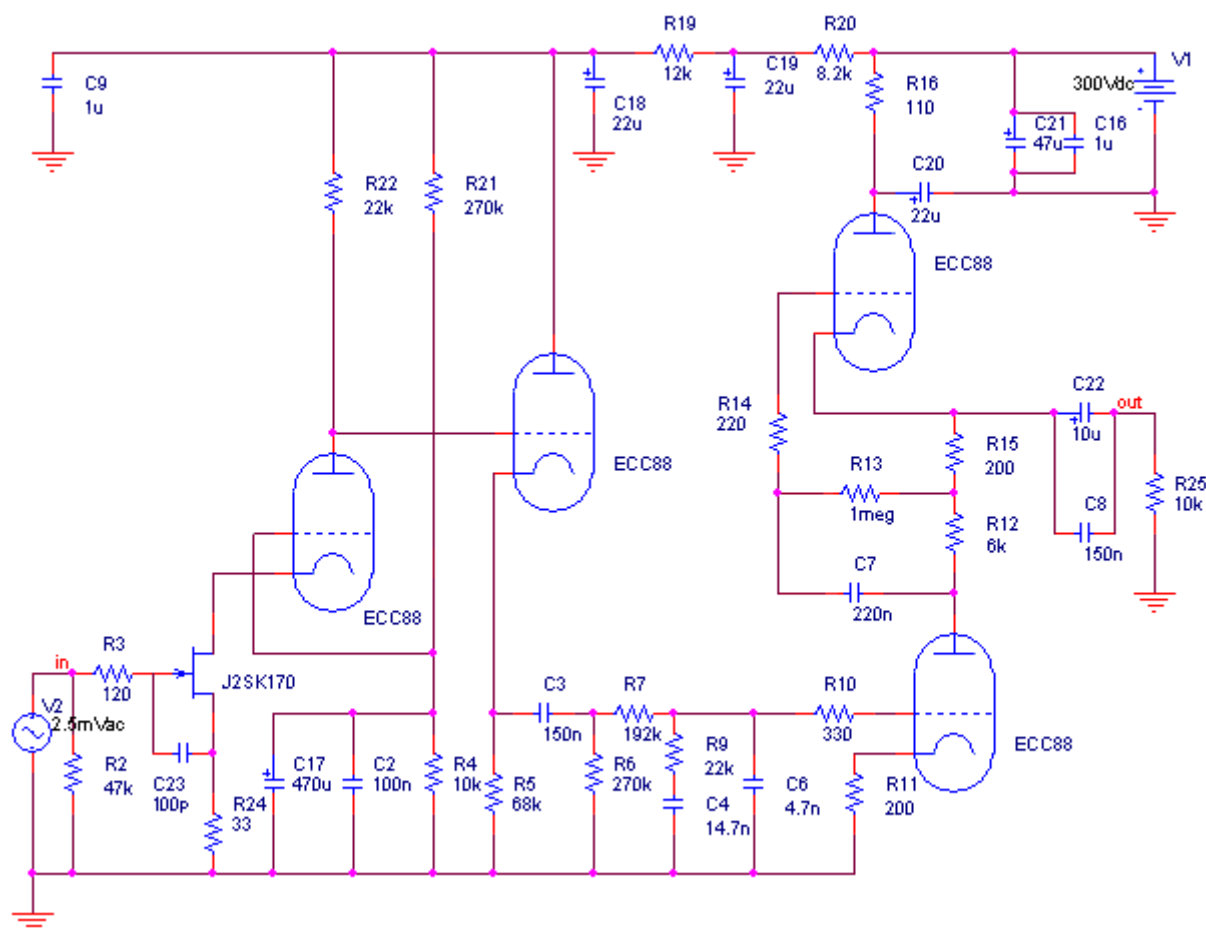 R19
12k
R20
8.2k
C9
1u
C18
22u
C19
22u
R16
110
300Vdc
V1
C21
47u
C16
1u
C20
22u
R22
22k
R21
270k
ECC88
ECC88
ECC88
R14
220
R13
1meg
R15
200
R12
6k
C7
220n
C22
10u
out
C8
150n
R25
10k
in
R3
120
J2SK170
V2
2.5mVac
R2
47k
C23
100p
R24
33
C17
470u
C2
100n
R4
10k
R5
68k
C3
150n
R6
270k
R7
192k
R9
22k
C4
14.7n
C6
4.7n
R10
330
R11
200
ECC88